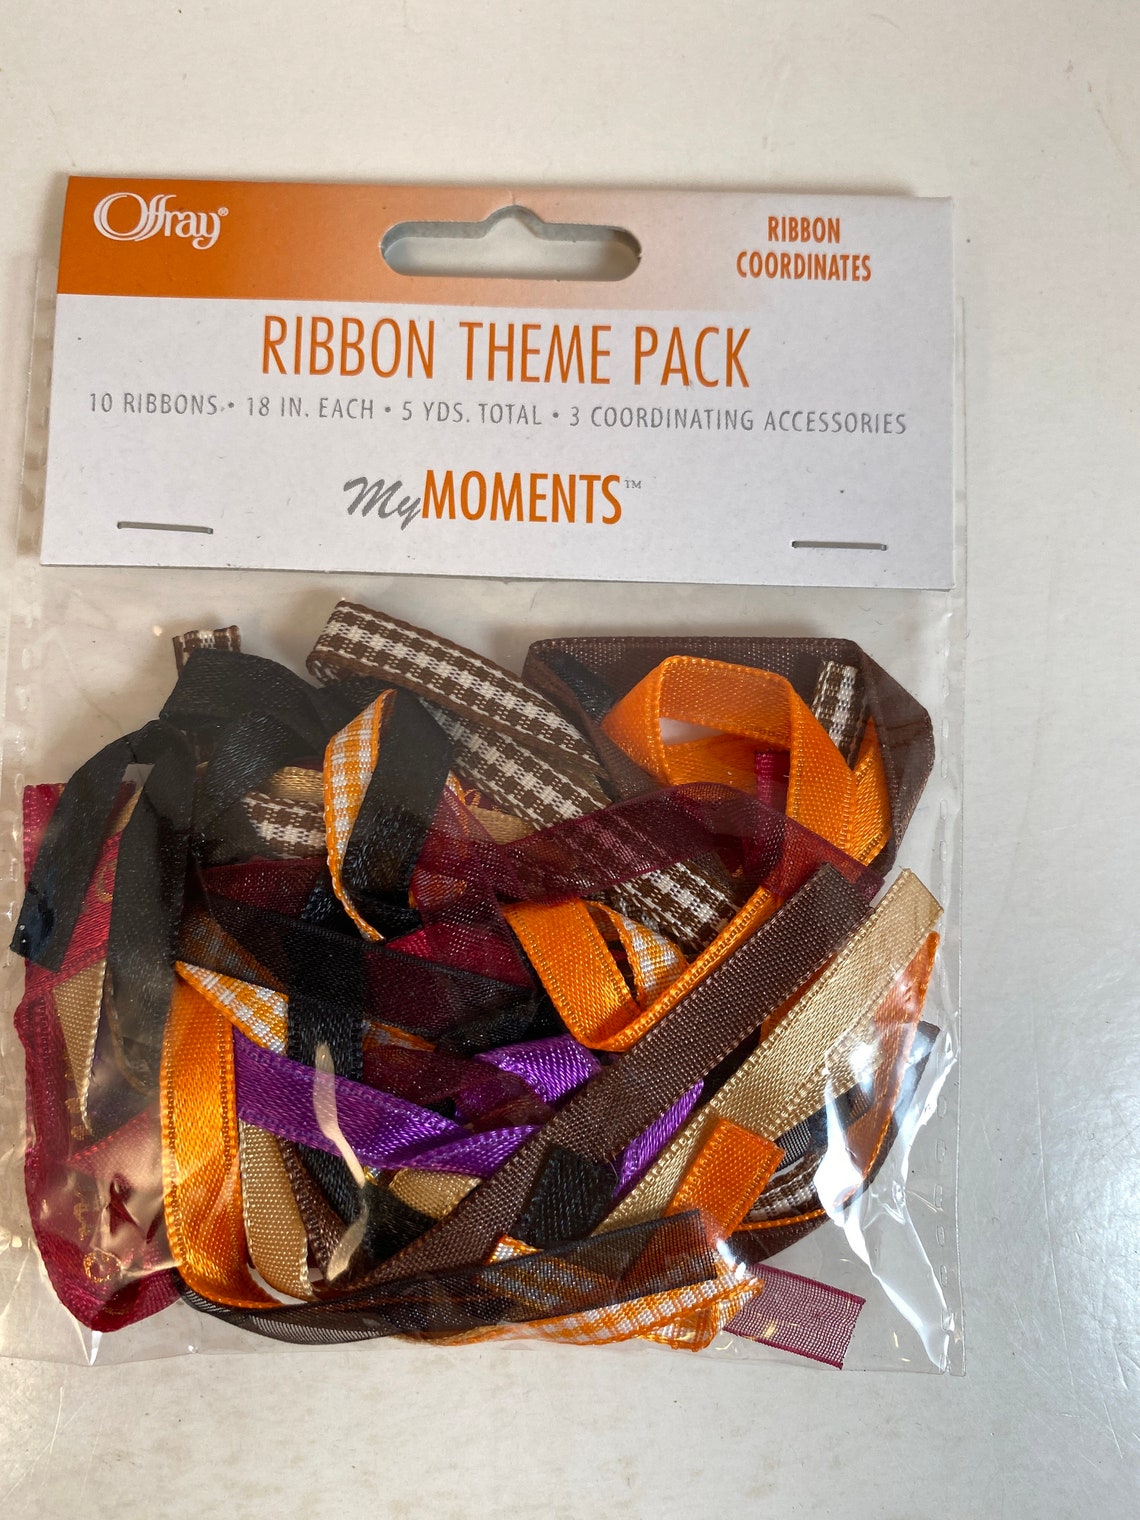 Offray®
RIBBON
COORDINATES
RIBBON THEME PACK
10 RIBBONS • 18 IN. EACH • 5 YDS. TOTAL • 3 COORDINATING ACCESSORIES
My MOMENTS™